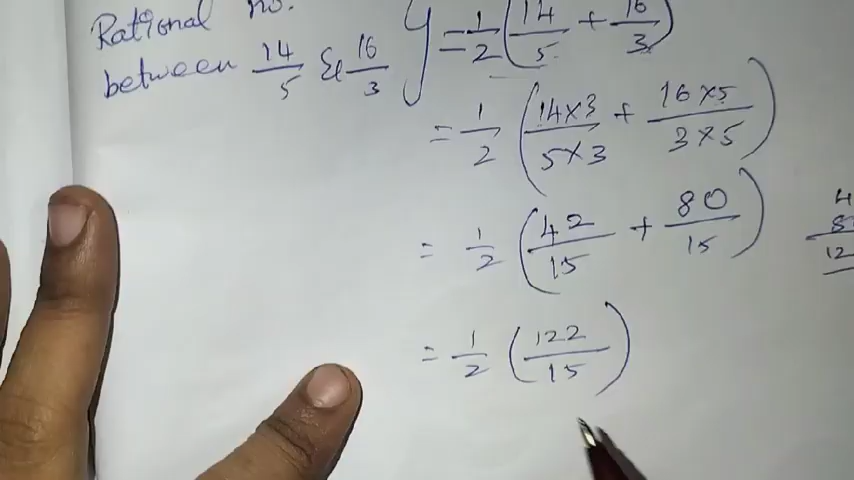 Rational no.
between 14/5 & 16/3 } = 1/2 (14/5 + 16/3)
= 1/2 (14×3/5×3 + 16×5/3×5)
= 1/2 (42/15 + 80/15)
= 1/2 (122/15)